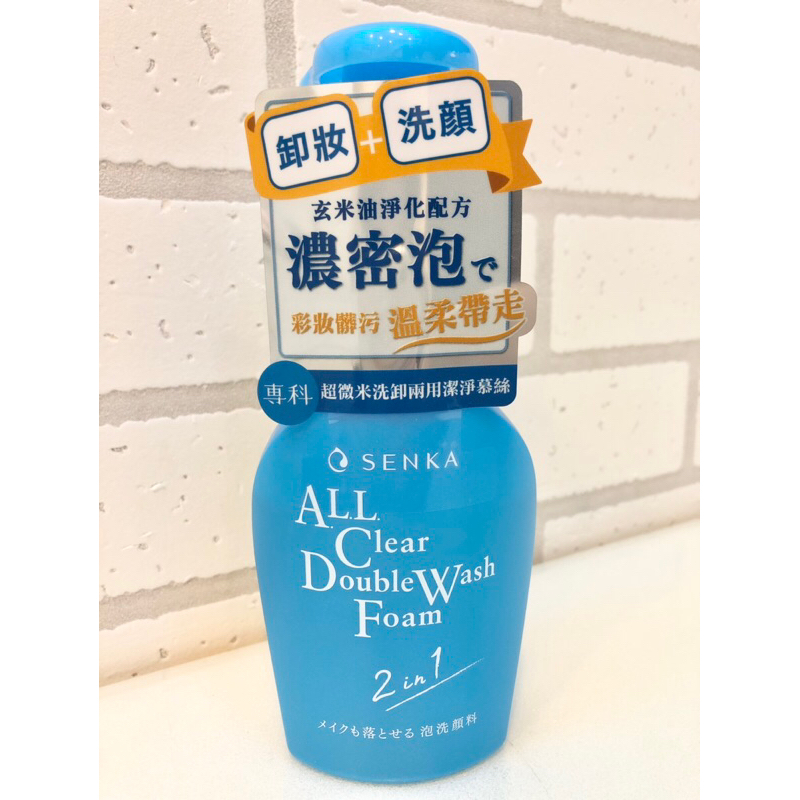 卸妝+洗顏
玄米油淨化配方
濃密泡で
彩妝髒污 溫柔帶走
専科 超微米洗卸兩用潔淨慕絲
SENKA
A.L.L.
Clear
Double Wash
Foam
2 in 1
メイクも落とせる 泡洗顔料